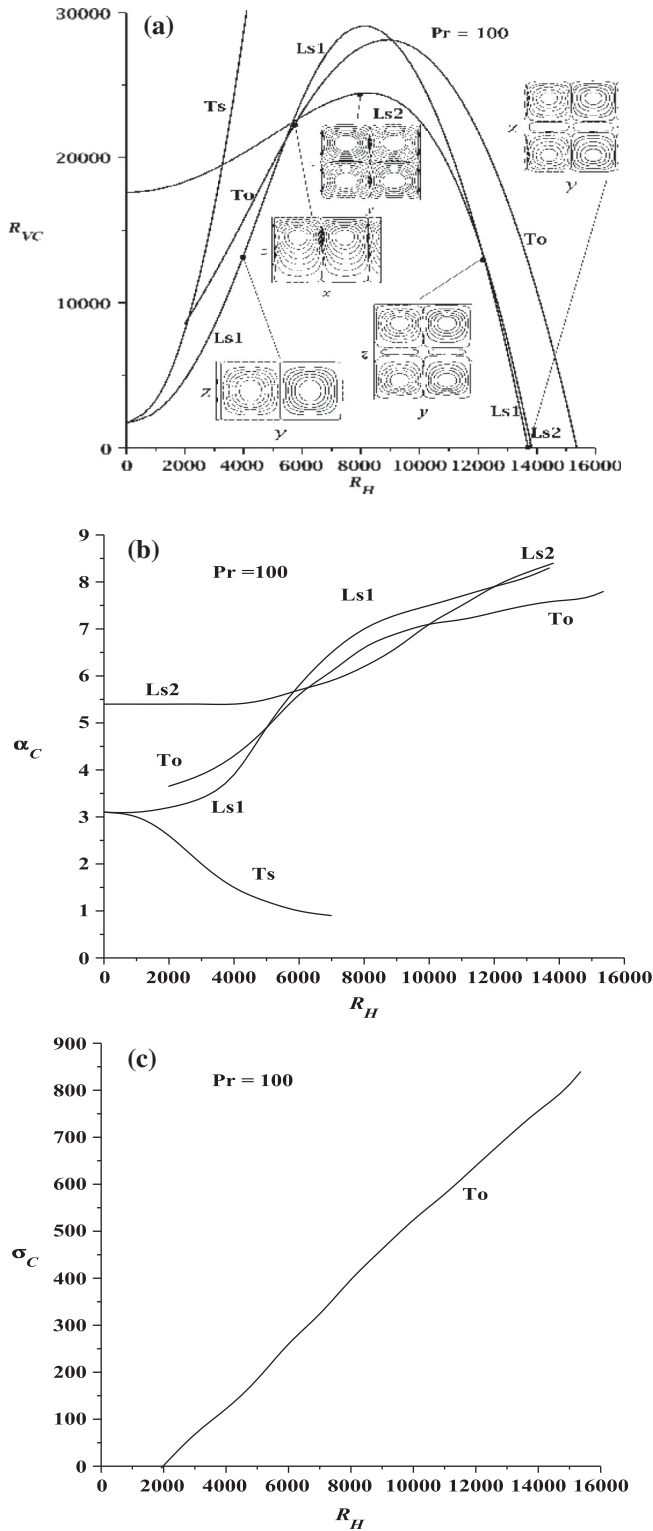 (a)
30000
Pr = 100
Ls1
Ts
Ls2
z
y
20000
To
x
R_VC
To
z
x
10000
Ls1
z
y
Z
y
Ls1
Ls2
0
0 2000 4000 6000 8000 10000 12000 14000 16000
R_H
(b)
9
Pr =100
Ls2
8
Ls1
7
To
6
Ls2
5
α_C
4
To
3
Ls1
2
Ts
1
0
0 2000 4000 6000 8000 10000 12000 14000 16000
R_H
(c)
900
Pr = 100
800
700
600
To
500
σ_C
400
300
200
100
0
0 2000 4000 6000 8000 10000 12000 14000 16000
R_H